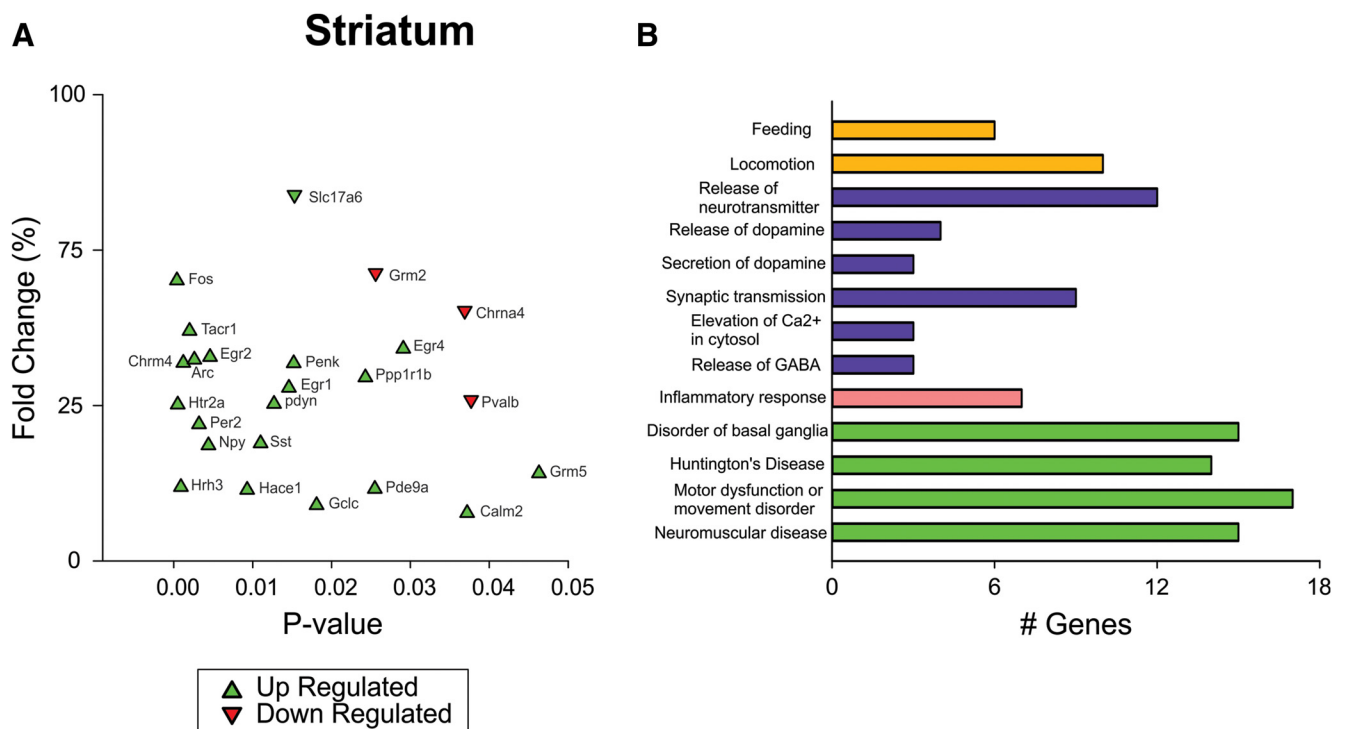 A
Striatum
B
Fold Change (%)
100
75
25
0
Slc17a6
Fos
Grm2
Tacr1
Chrna4
Chrm4
Arc
Egr2
Penk
Egr4
Ppp1r1b
Egr1
Htr2a
pdyn
Pvalb
Per2
Npy
Sst
Hrh3
Hace1
Gclc
Pde9a
Grm5
Calm2
0.00 0.01 0.02 0.03 0.04 0.05
P-value
Up Regulated
Down Regulated
Feeding
Locomotion
Release of
neurotransmitter
Release of dopamine
Secretion of dopamine
Synaptic transmission
Elevation of Ca2+
in cytosol
Release of GABA
Inflammatory response
Disorder of basal ganglia
Huntington's Disease
Motor dysfunction or
movement disorder
Neuromuscular disease
0 6 12 18
# Genes